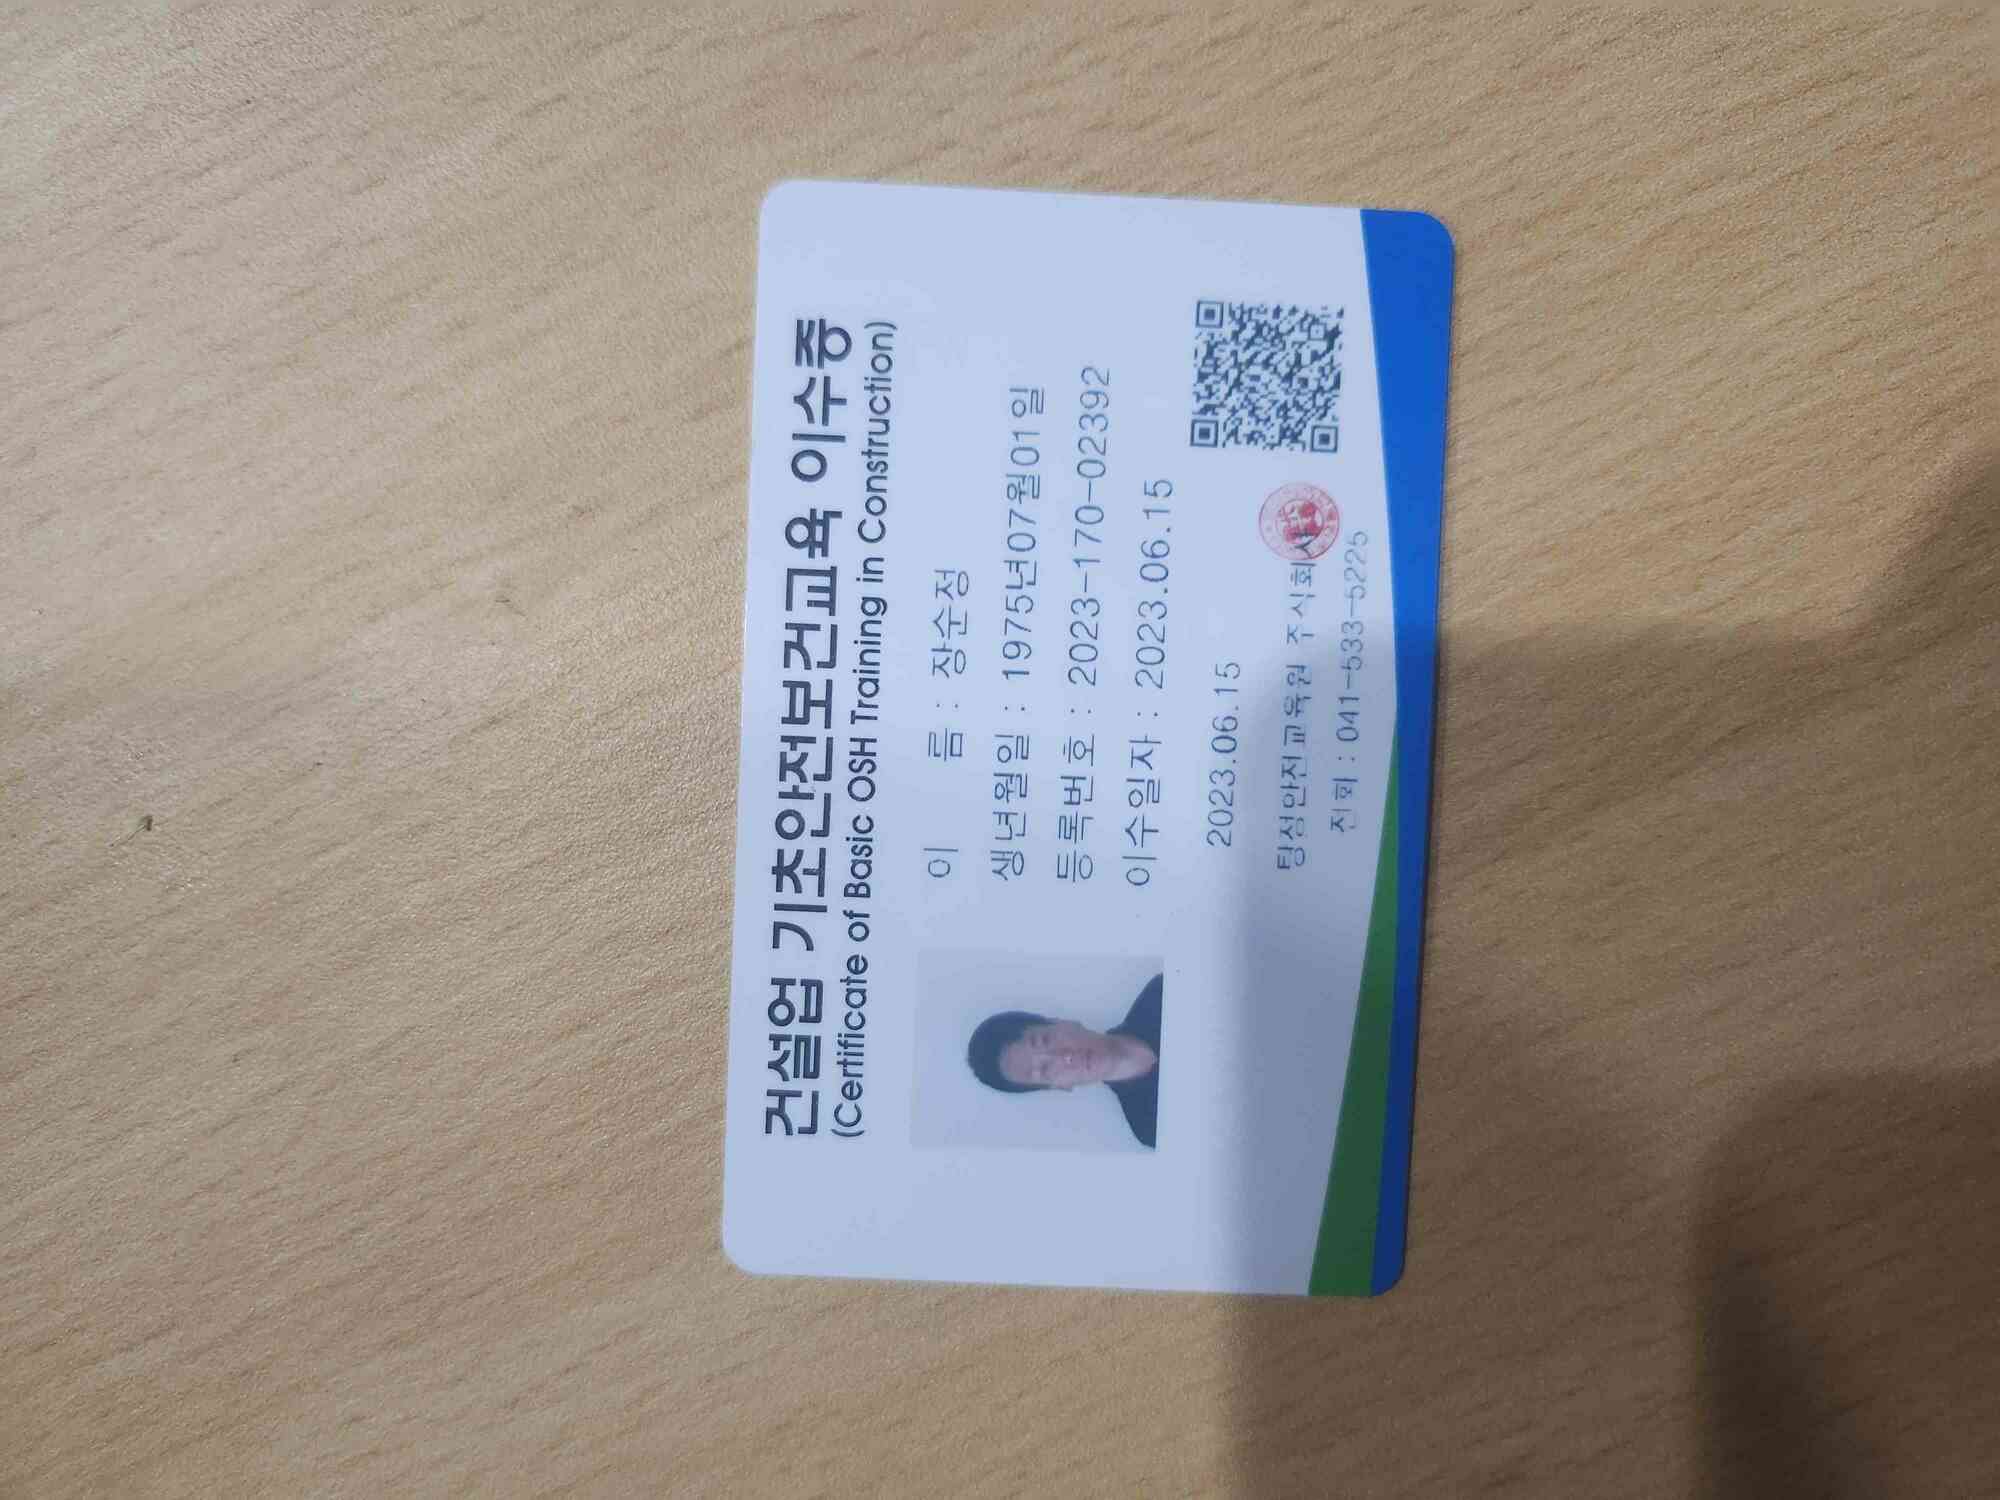 건설업 기초안전보건교육 이수증
(Certificate of Basic OSH Training in Construction)
이 름 : 장순정
생년월일 : 1975년07월01일
등록번호 : 2023-170-02392
이수일자 : 2023.06.15
2023.06.15
탕정안전교육원 주식회사
전화 : 041-533-5225